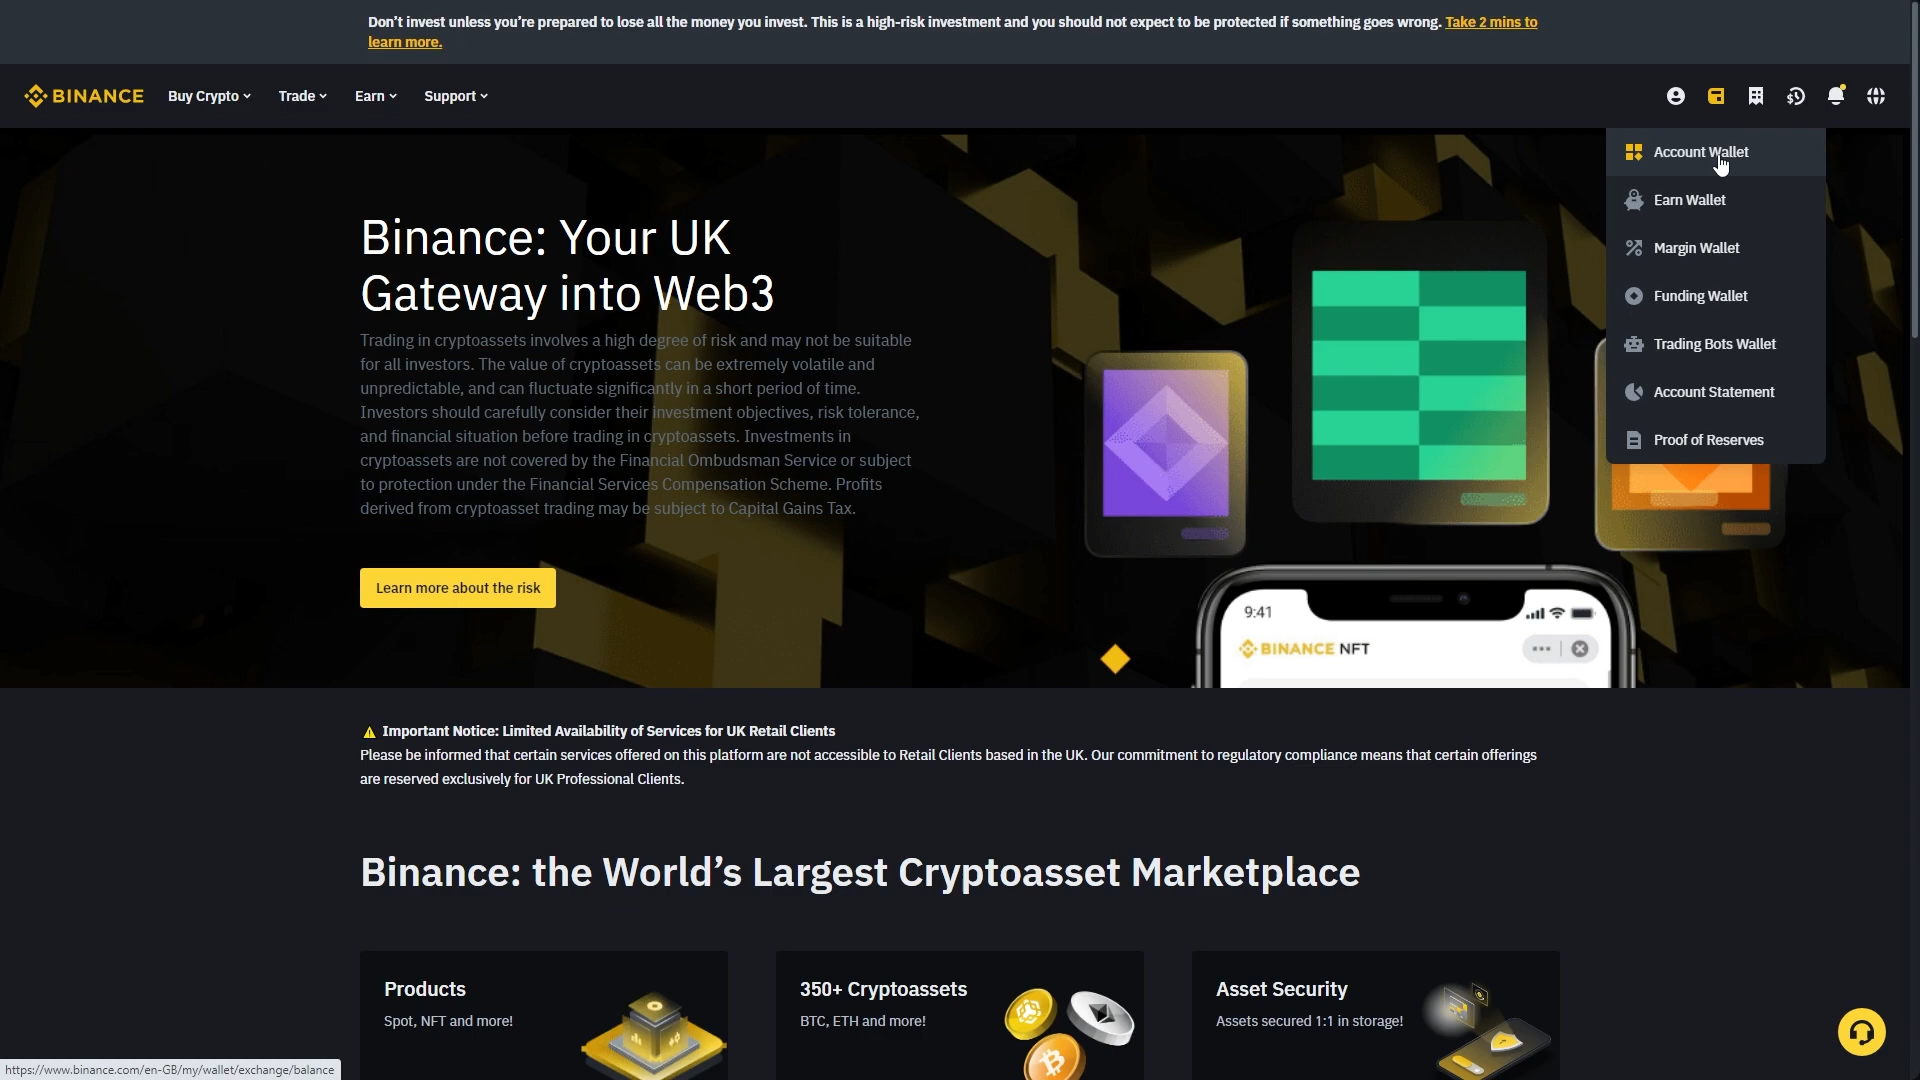 Don't invest unless you're prepared to lose all the money you invest. This is a high-risk investment and you should not expect to be protected if something goes wrong. Take 2 mins to
learn more.
BINANCE Buy Crypto Trade Earn Support
Account Wallet
Earn Wallet
Margin Wallet
Funding Wallet
Trading Bots Wallet
Account Statement
Proof of Reserves
Binance: Your UK
Gateway into Web3
Trading in cryptoassets involves a high degree of risk and may not be suitable
for all investors. The value of cryptoassets can be extremely volatile and
unpredictable, and can fluctuate significantly in a short period of time.
Investors should carefully consider their investment objectives, risk tolerance,
and financial situation before trading in cryptoassets. Investments in
cryptoassets are not covered by the Financial Ombudsman Service or subject
to protection under the Financial Services Compensation Scheme. Profits
derived from cryptoasset trading may be subject to Capital Gains Tax.
Learn more about the risk
9:41
BINANCE NFT
Important Notice: Limited Availability of Services for UK Retail Clients
Please be informed that certain services offered on this platform are not accessible to Retail Clients based in the UK. Our commitment to regulatory compliance means that certain offerings
are reserved exclusively for UK Professional Clients.
Binance: the World's Largest Cryptoasset Marketplace
Products
Spot, NFT and more!
350+ Cryptoassets
BTC, ETH and more!
Asset Security
Assets secured 1:1 in storage!
https://www.binance.com/en-GB/my/wallet/exchange/balance